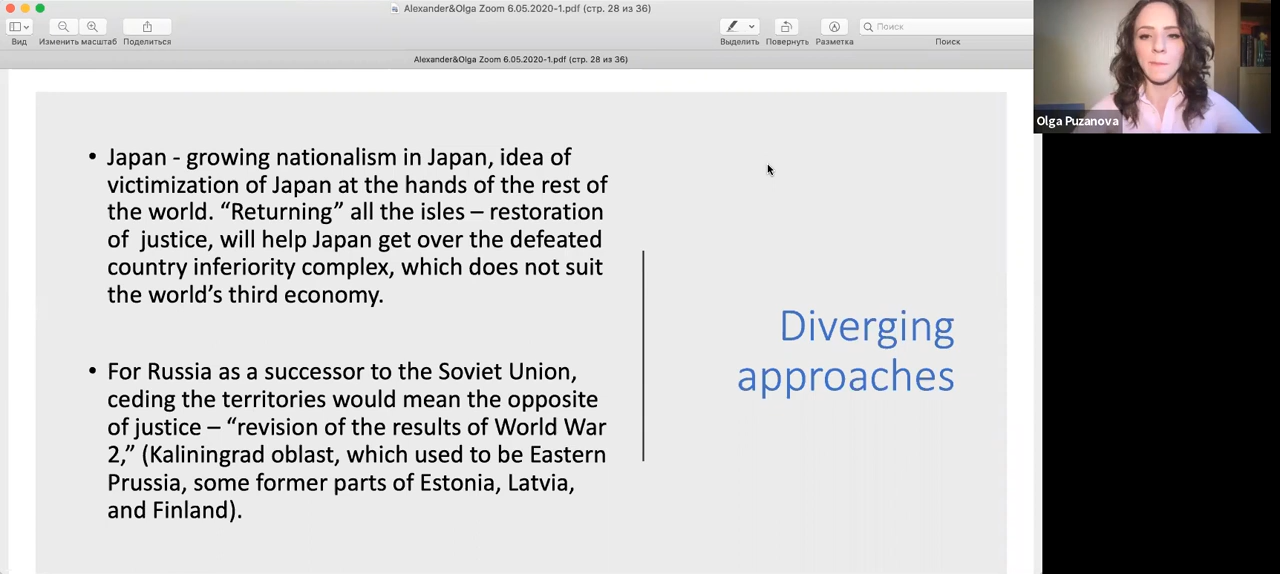 Alexander&Olga Zoom 6.05.2020-1.pdf (стр. 28 из 36)
Вид
Изменить масштаб
Поделиться
Выделить
Повернуть
Разметка
Поиск
Поиск
Alexander&Olga Zoom 6.05.2020-1.pdf (стр. 28 из 36)
Olga Puzanova
• Japan - growing nationalism in Japan, idea of
victimization of Japan at the hands of the rest of
the world. “Returning” all the isles – restoration
of justice, will help Japan get over the defeated
country inferiority complex, which does not suit
the world’s third economy.
• For Russia as a successor to the Soviet Union,
ceding the territories would mean the opposite
of justice – “revision of the results of World War
2,” (Kaliningrad oblast, which used to be Eastern
Prussia, some former parts of Estonia, Latvia,
and Finland).
Diverging
approaches